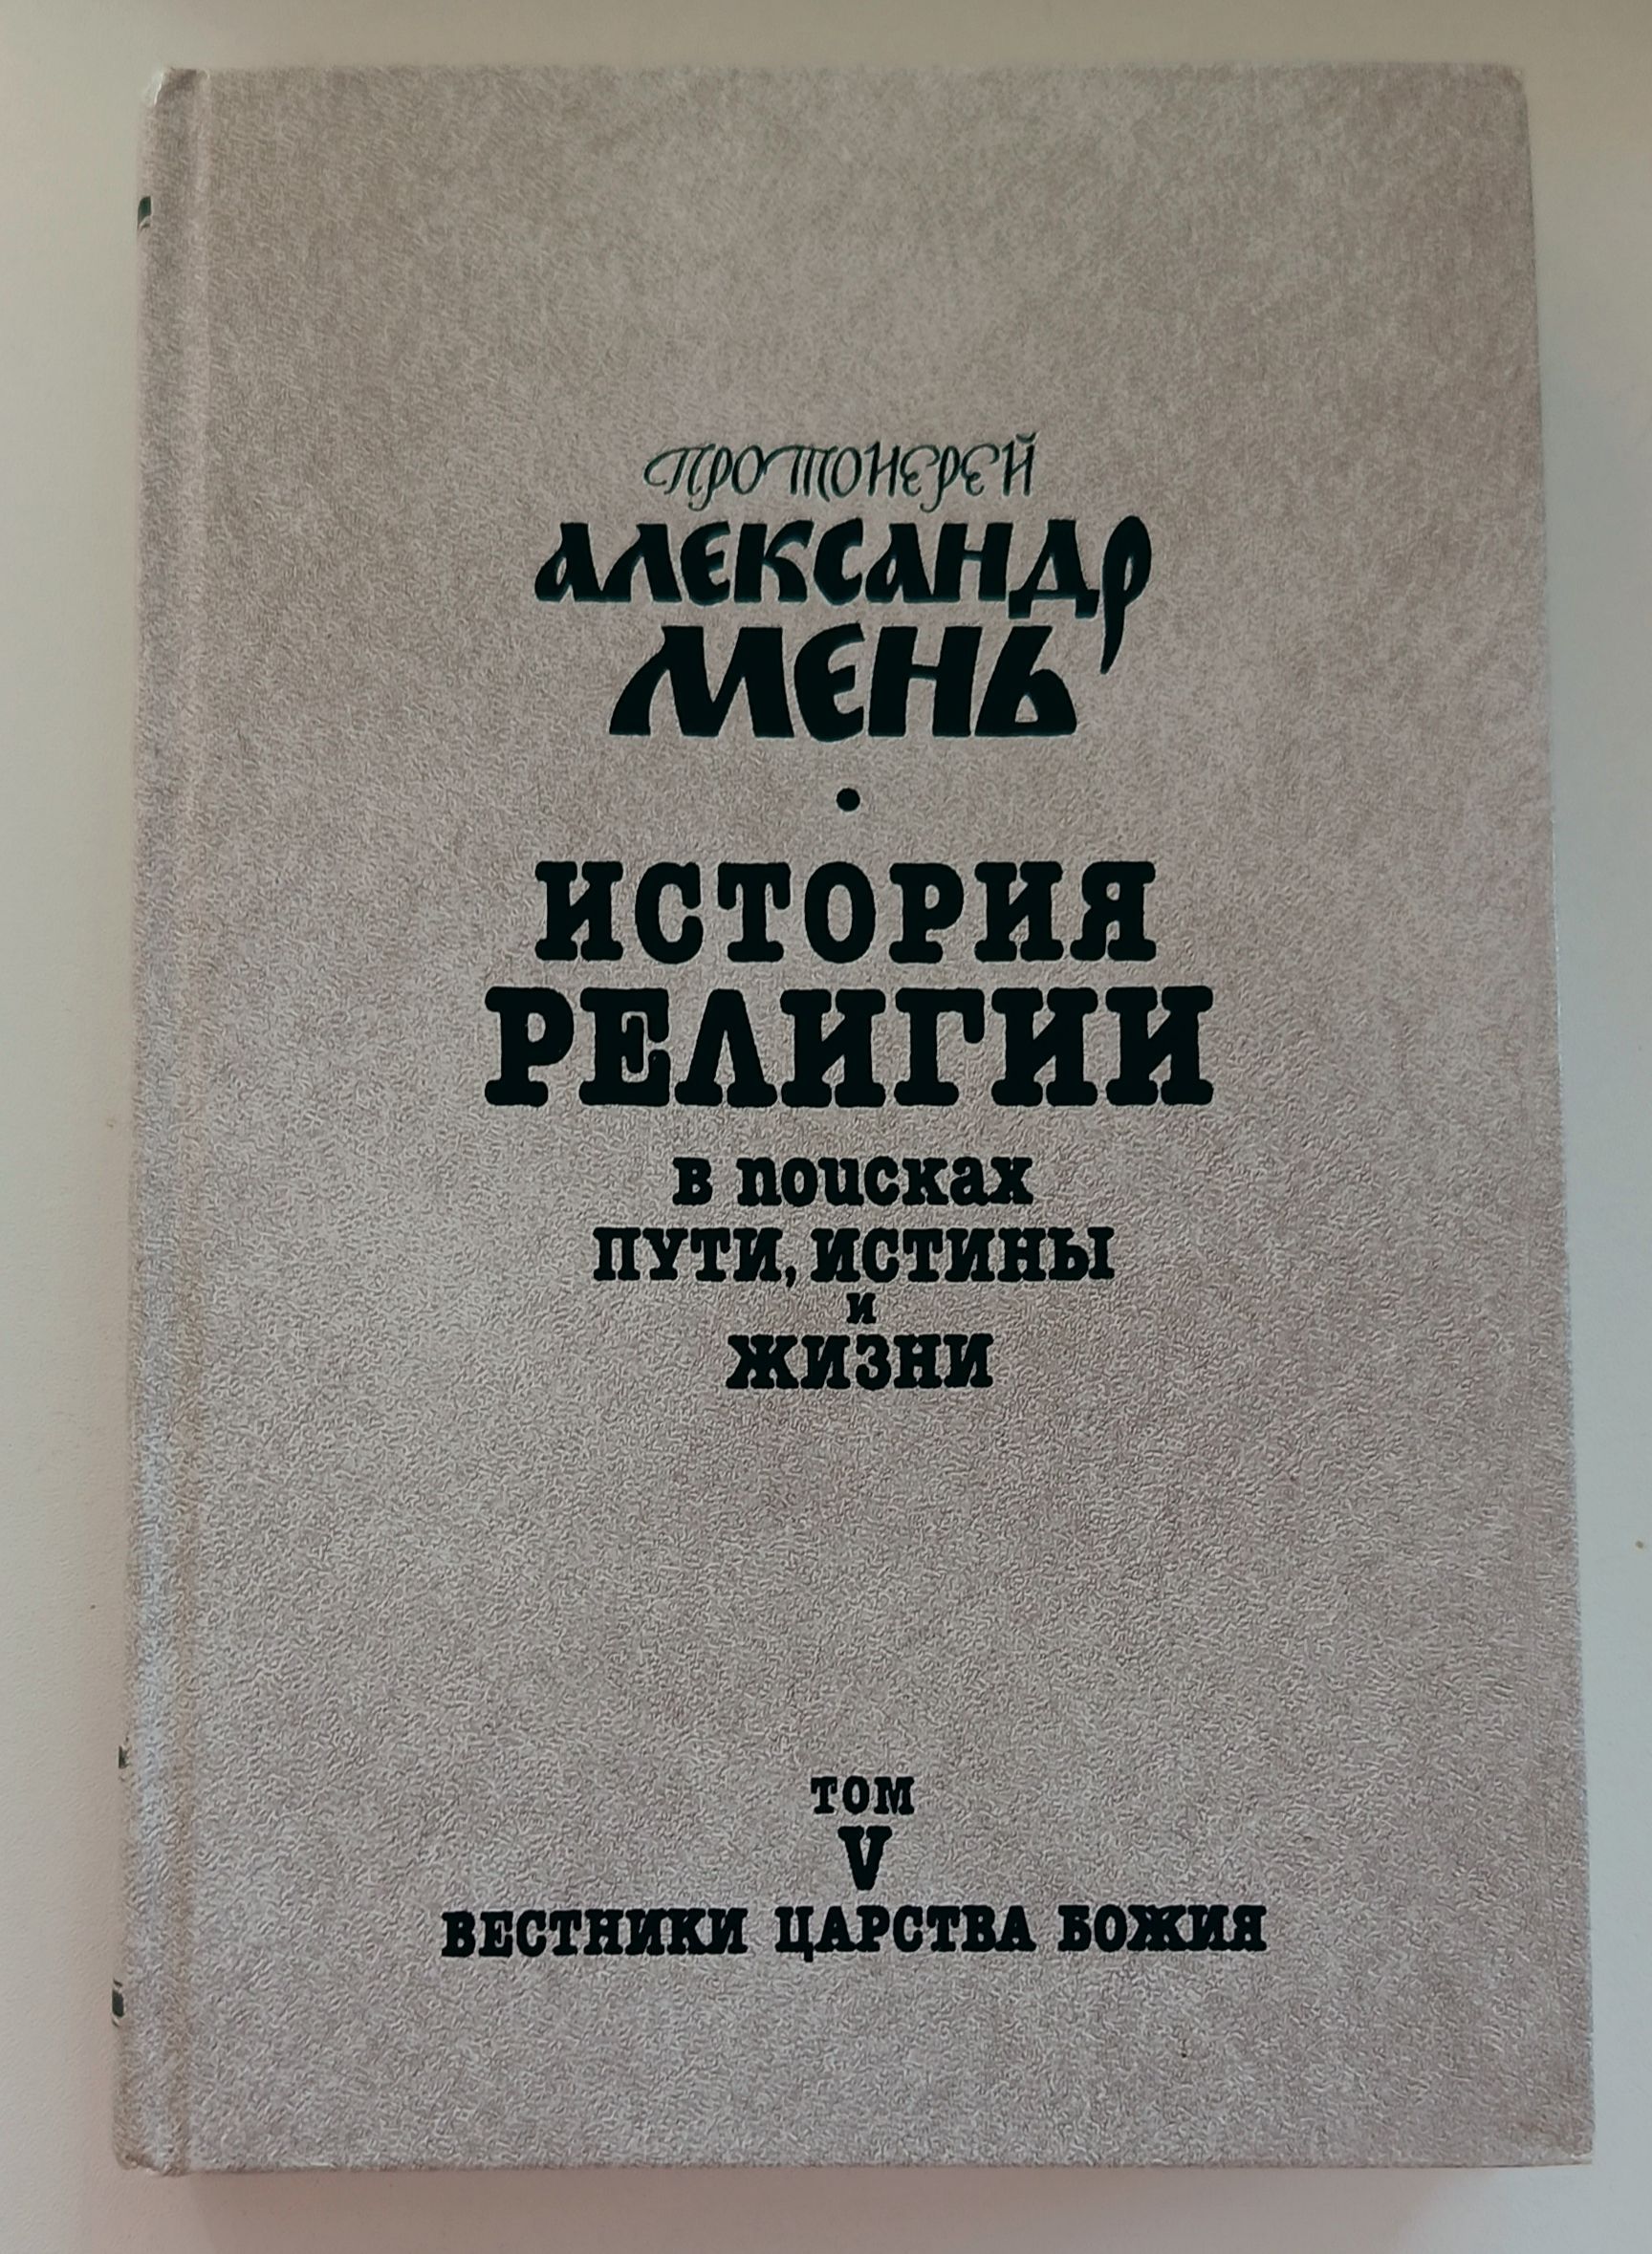 Протоиерей
Александр
Мень
•
ИСТОРИЯ
РЕЛИГИИ
в поисках
ПУТИ, ИСТИНЫ
и
ЖИЗНИ
ТОМ
V
ВЕСТНИКИ ЦАРСТВА БОЖИЯ